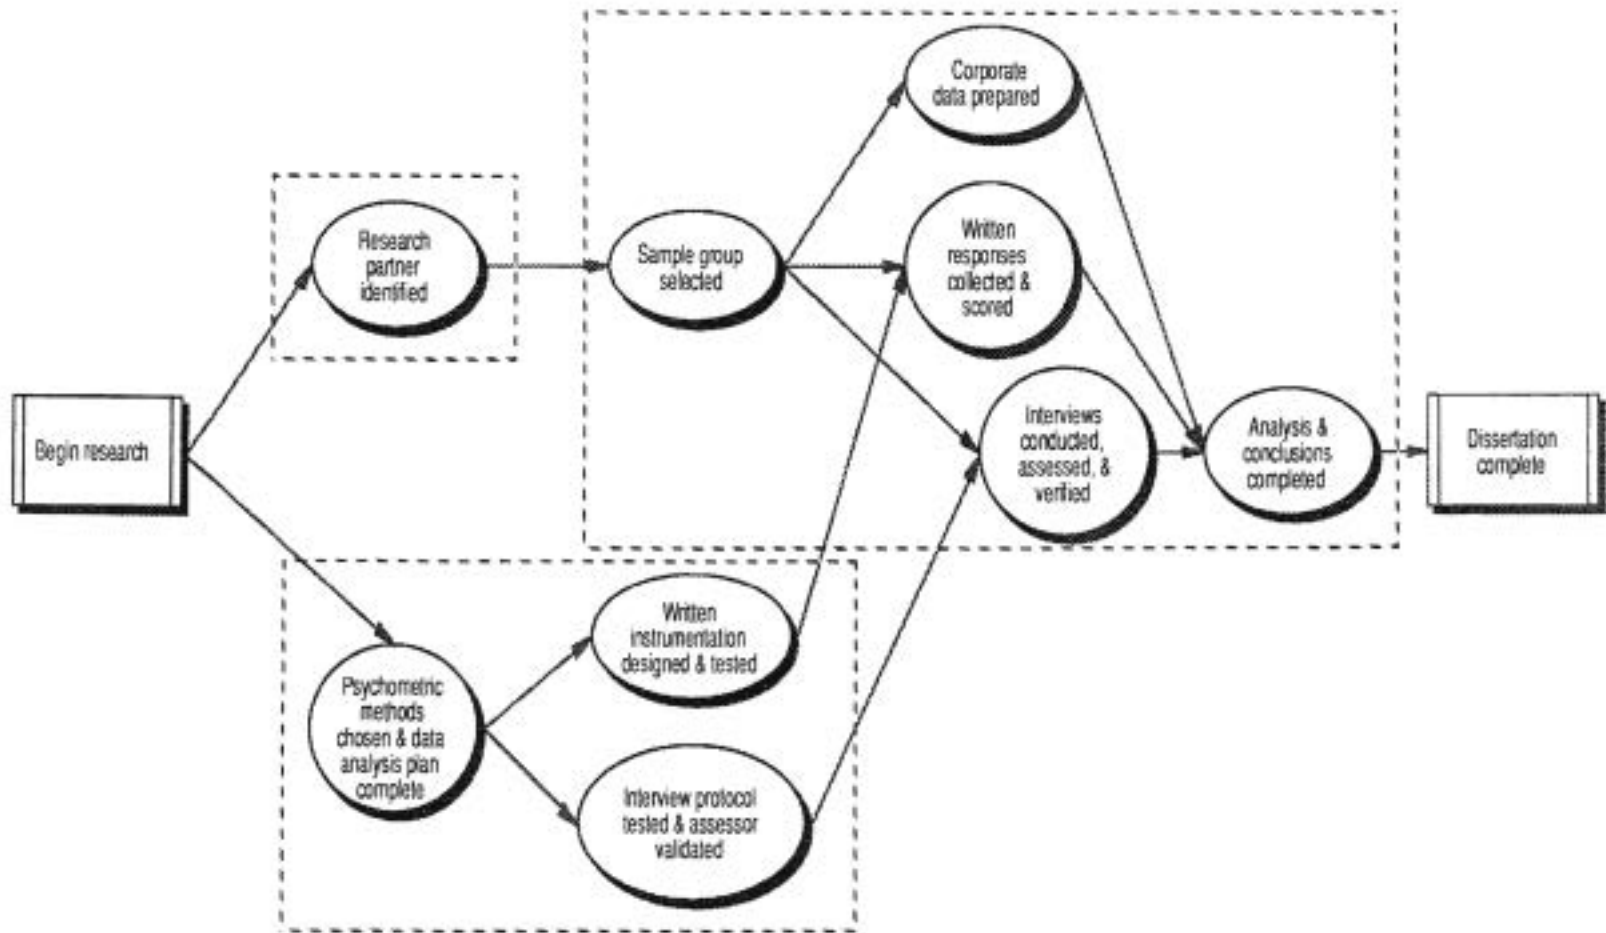 Corporate
data prepared
Research
partner
identified
Sample group
selected
Written
responses
collected &
scored
Begin research
Interviews
conducted,
assessed, &
verified
Analysis &
conclusions
completed
Dissertation
complete
Written
instrumentation
designed & tested
Psychometric
methods
chosen & data
analysis plan
complete
Interview protocol
tested & assessor
validated